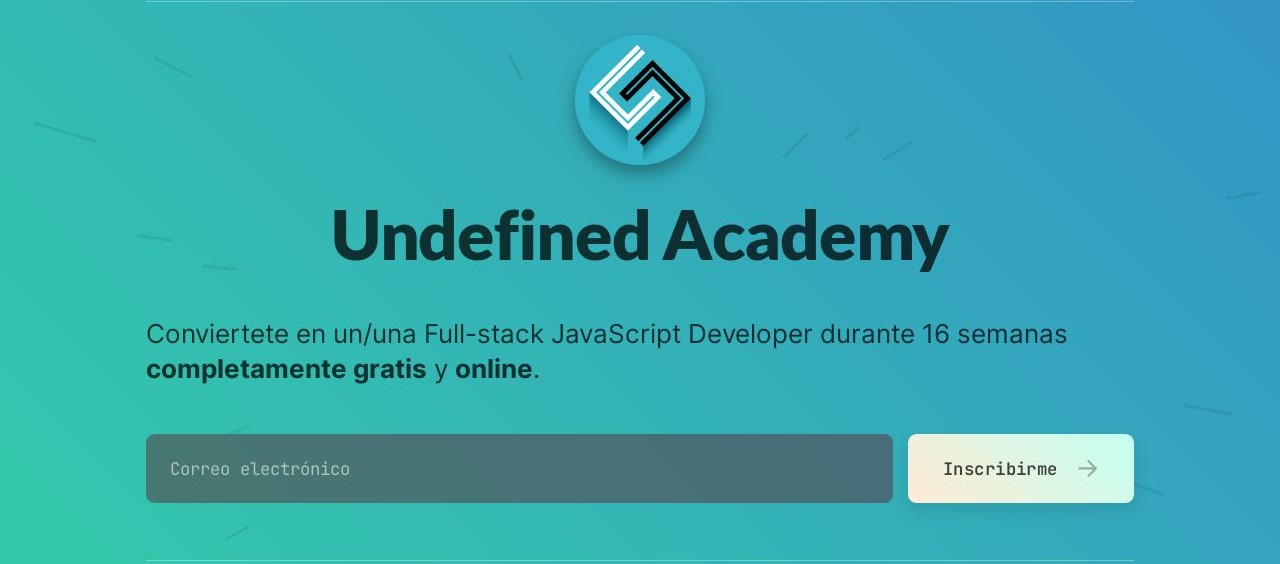 Undefined Academy
Conviertete en un/una Full-stack JavaScript Developer durante 16 semanas
completamente gratis y online.
Correo electrónico
Inscribirme →